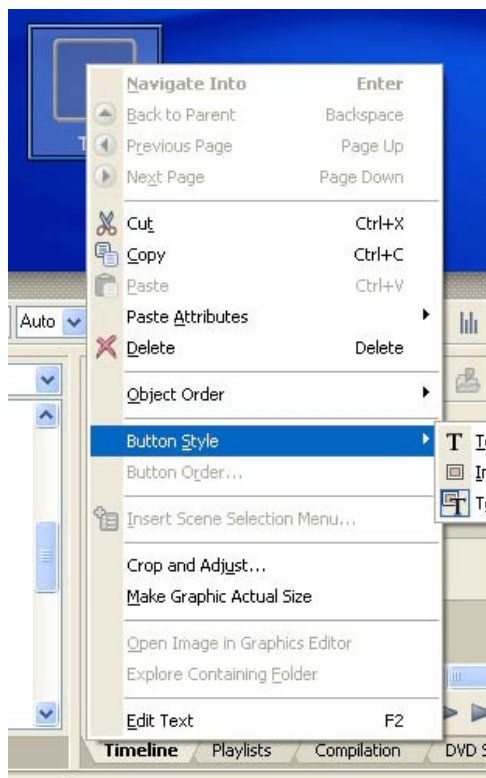 Navigate Into Enter
Back to Parent Backspace
Previous Page Page Up
Next Page Page Down
Cut Ctrl+X
Copy Ctrl+C
Paste Ctrl+V
Auto
Paste Attributes
Delete Delete
Object Order
Button Style
Button Order...
Insert Scene Selection Menu...
Crop and Adjust...
Make Graphic Actual Size
Open Image in Graphics Editor
Explore Containing Folder
Edit Text F2
Timeline Playlists Compilation DVD